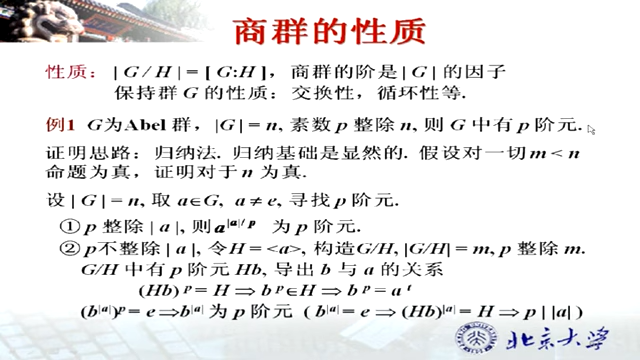 商群的性质
性质：| G / H | = [ G:H ]，商群的阶是 | G | 的因子
保持群 G 的性质：交换性，循环性等.
例1 G为Abel 群，|G| = n, 素数 p 整除 n, 则 G 中有 p 阶元.
证明思路：归纳法. 归纳基础是显然的. 假设对一切 m < n
命题为真，证明对于 n 为真.
设 | G | = n, 取 a∈G, a ≠ e, 寻找 p 阶元.
① p 整除 | a |, 则 a^{|a|/p} 为 p 阶元.
② p不整除 | a |, 令H = <a>, 构造G/H, |G/H| = m, p 整除 m.
G/H 中有 p 阶元 Hb, 导出 b 与 a 的关系
(Hb)^p = H ⇒ b^p∈H ⇒ b^p = a^t
(b^{|a|})^p = e ⇒b^{|a|} 为 p 阶元 ( b^{|a|} = e ⇒ (Hb)^{|a|} = H ⇒ p | |a| )
北京大学